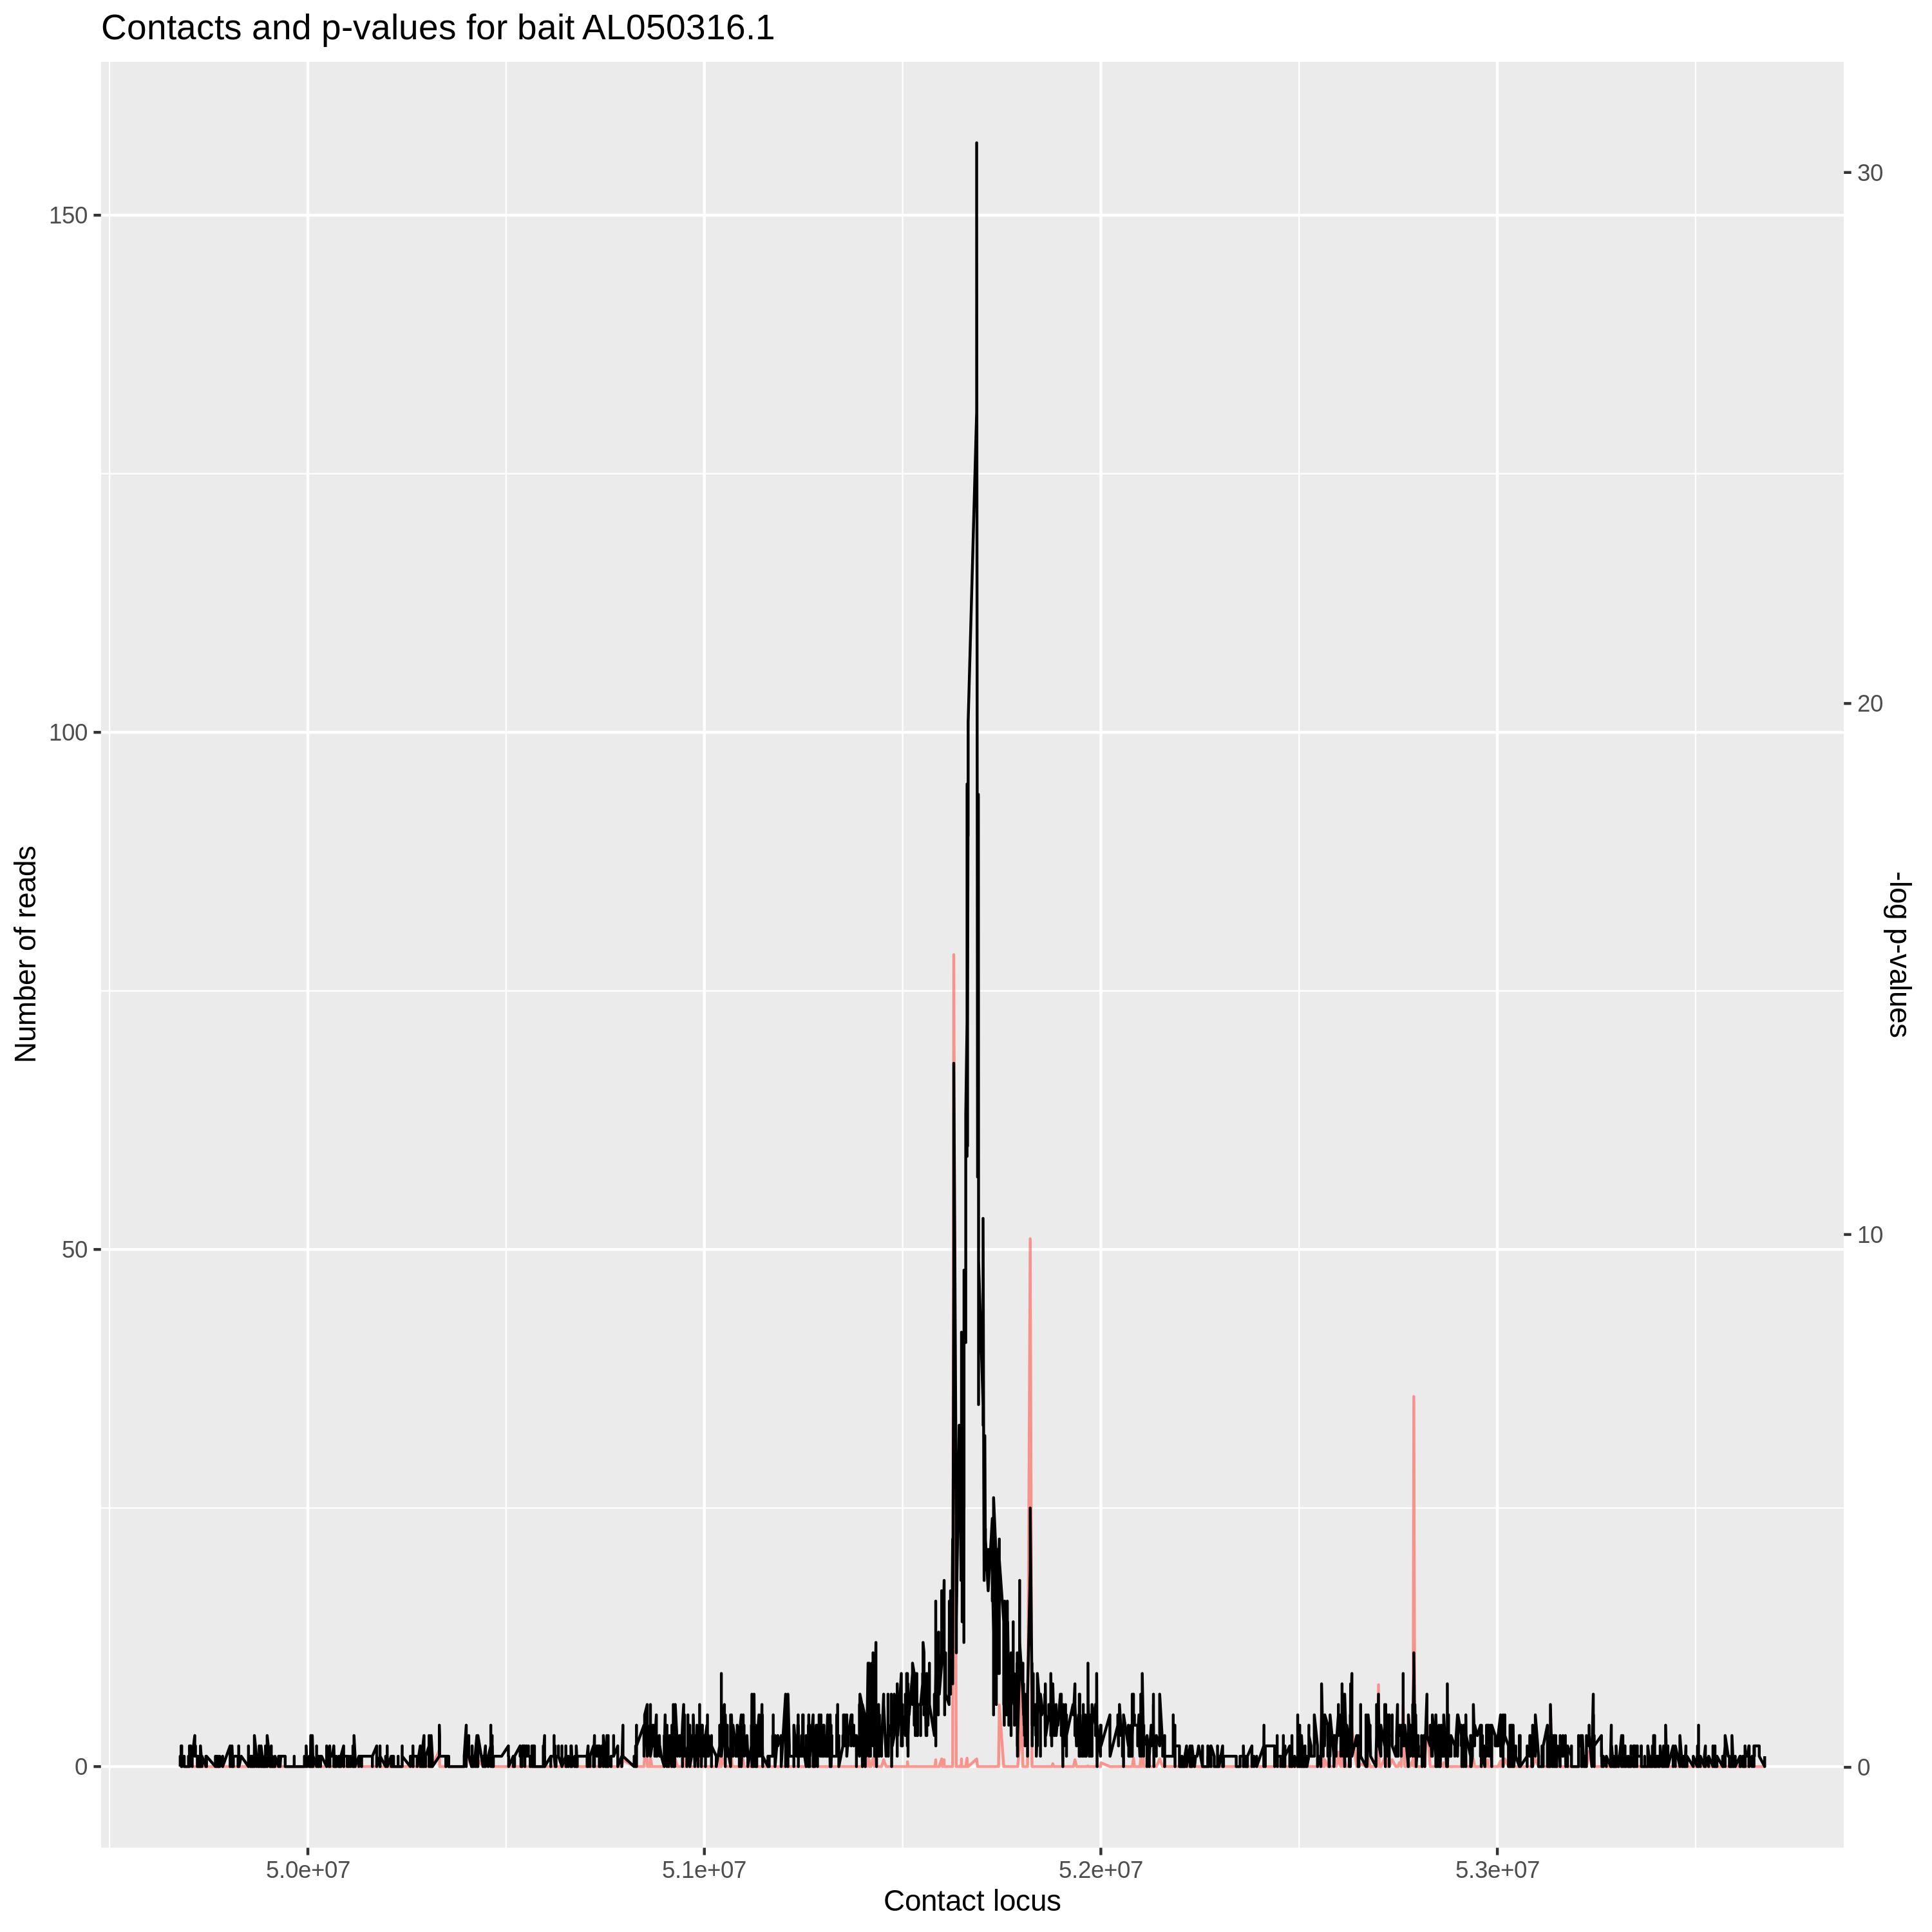 Contacts and p-values for bait AL050316.1
150
100
50
0
Number of reads
30
20
10
0
-log p-values
5.0e+07
5.1e+07
5.2e+07
5.3e+07
Contact locus